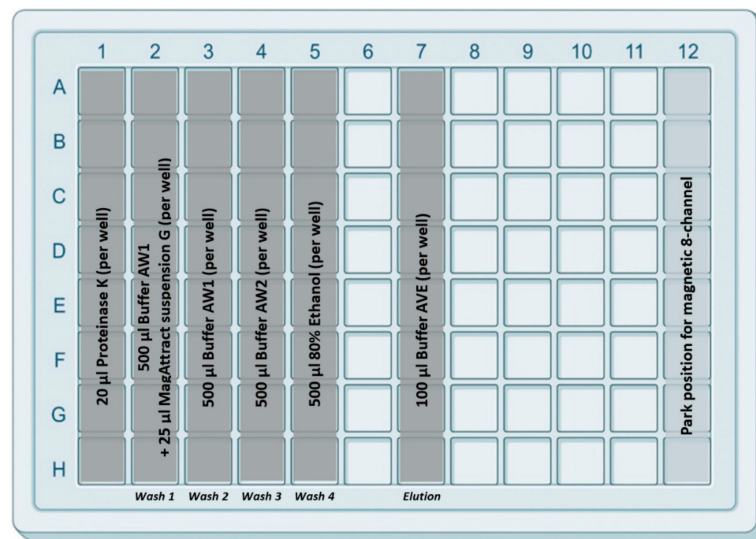 1 2 3 4 5 6 7 8 9 10 11 12
A
B
C
D
E
F
G
H
20 µl Proteinase K (per well)
500 µl Buffer AW1
+ 25 µl MagAttract suspension G (per well)
500 µl Buffer AW1 (per well)
500 µl Buffer AW2 (per well)
500 µl 80% Ethanol (per well)
100 µl Buffer AVE (per well)
Park position for magnetic 8-channel
Wash 1 Wash 2 Wash 3 Wash 4 Elution